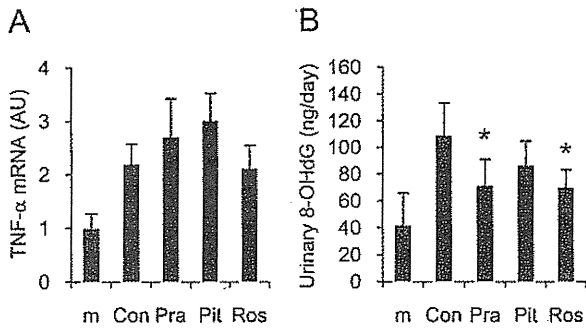 A
TNF-α mRNA (AU)
4
3
2
1
0
m Con Pra Pit Ros
B
Urinary 8-OHdG (ng/day)
160
140
120
100
80
60
40
20
0
* *
m Con Pra Pit Ros